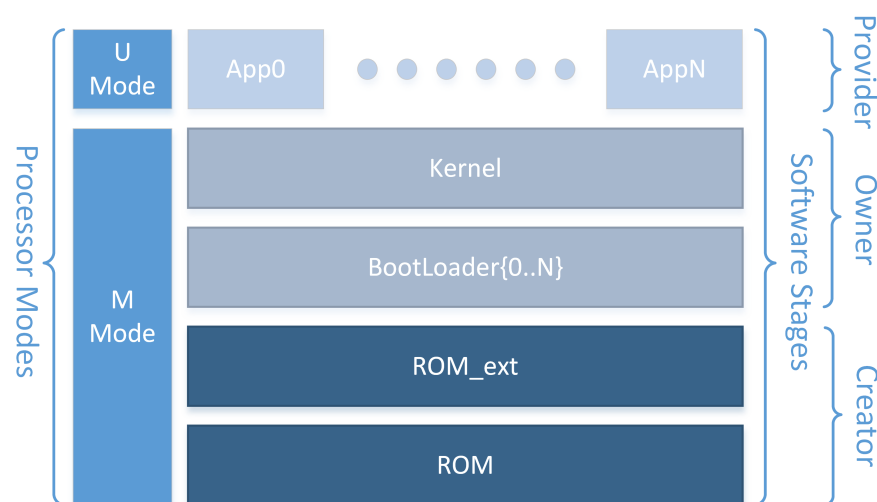 U
Mode
App0
AppN
Provider
Processor Modes
M
Mode
Kernel
BootLoader{0..N}
ROM_ext
ROM
Software Stages
Owner
Creator